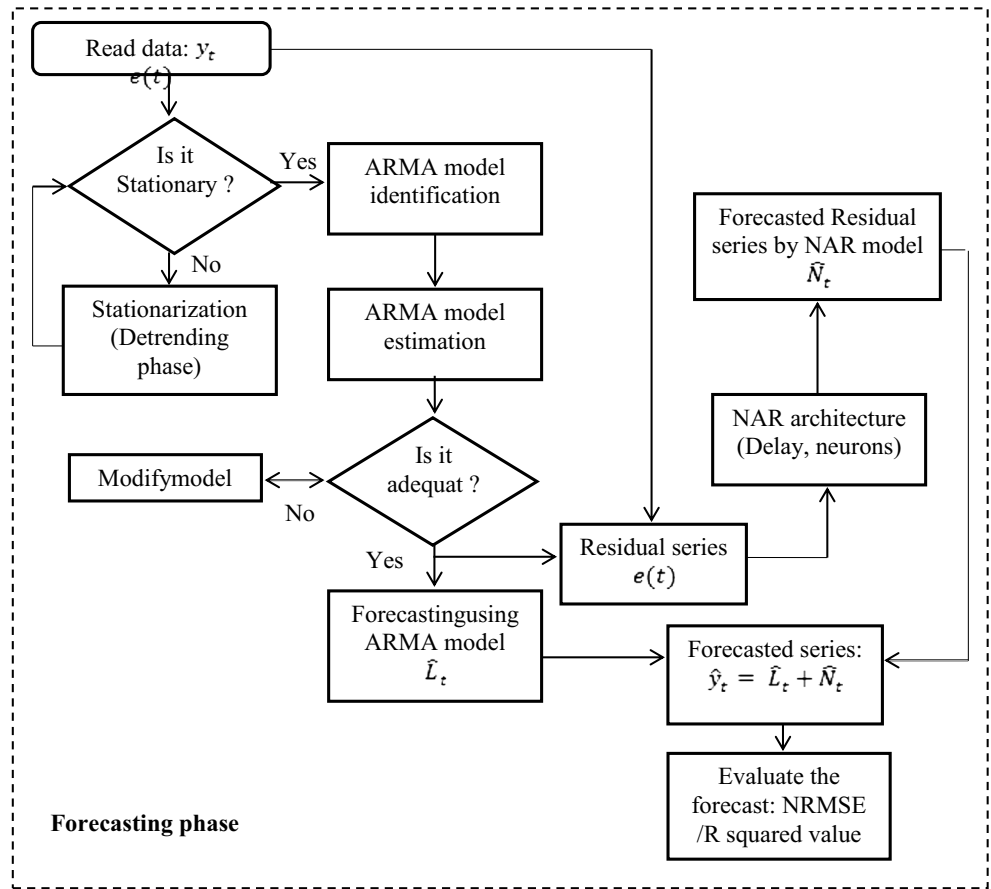 Read data: y_t
e(t)
Is it
Stationary ?
Yes
No
Stationarization
(Detrending
phase)
ARMA model
identification
ARMA model
estimation
Is it
adequat ?
No
Modifymodel
Yes
Forecastingusing
ARMA model
L̂_t
Residual series
e(t)
NAR architecture
(Delay, neurons)
Forecasted Residual
series by NAR model
N̂_t
Forecasted series:
ŷ_t = L̂_t + N̂_t
Evaluate the
forecast: NRMSE
/R squared value
Forecasting phase